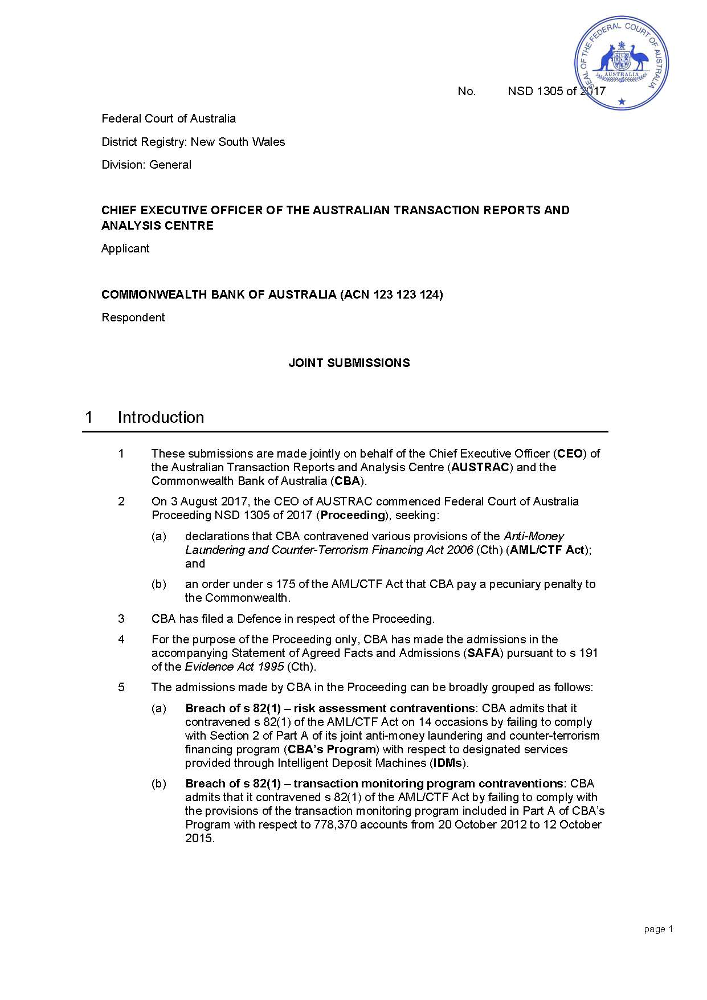 SEAL OF THE FEDERAL COURT OF AUSTRALIA
AUSTRALIA
No. NSD 1305 of 2017
Federal Court of Australia
District Registry: New South Wales
Division: General
CHIEF EXECUTIVE OFFICER OF THE AUSTRALIAN TRANSACTION REPORTS AND
ANALYSIS CENTRE
Applicant
COMMONWEALTH BANK OF AUSTRALIA (ACN 123 123 124)
Respondent
JOINT SUBMISSIONS
1 Introduction
1 These submissions are made jointly on behalf of the Chief Executive Officer (CEO) of
the Australian Transaction Reports and Analysis Centre (AUSTRAC) and the
Commonwealth Bank of Australia (CBA).
2 On 3 August 2017, the CEO of AUSTRAC commenced Federal Court of Australia
Proceeding NSD 1305 of 2017 (Proceeding), seeking:
(a) declarations that CBA contravened various provisions of the Anti-Money
Laundering and Counter-Terrorism Financing Act 2006 (Cth) (AML/CTF Act);
and
(b) an order under s 175 of the AML/CTF Act that CBA pay a pecuniary penalty to
the Commonwealth.
3 CBA has filed a Defence in respect of the Proceeding.
4 For the purpose of the Proceeding only, CBA has made the admissions in the
accompanying Statement of Agreed Facts and Admissions (SAFA) pursuant to s 191
of the Evidence Act 1995 (Cth).
5 The admissions made by CBA in the Proceeding can be broadly grouped as follows:
(a) Breach of s 82(1) – risk assessment contraventions: CBA admits that it
contravened s 82(1) of the AML/CTF Act on 14 occasions by failing to comply
with Section 2 of Part A of its joint anti-money laundering and counter-terrorism
financing program (CBA's Program) with respect to designated services
provided through Intelligent Deposit Machines (IDMs).
(b) Breach of s 82(1) – transaction monitoring program contraventions: CBA
admits that it contravened s 82(1) of the AML/CTF Act by failing to comply with
the provisions of the transaction monitoring program included in Part A of CBA's
Program with respect to 778,370 accounts from 20 October 2012 to 12 October
2015.
page 1